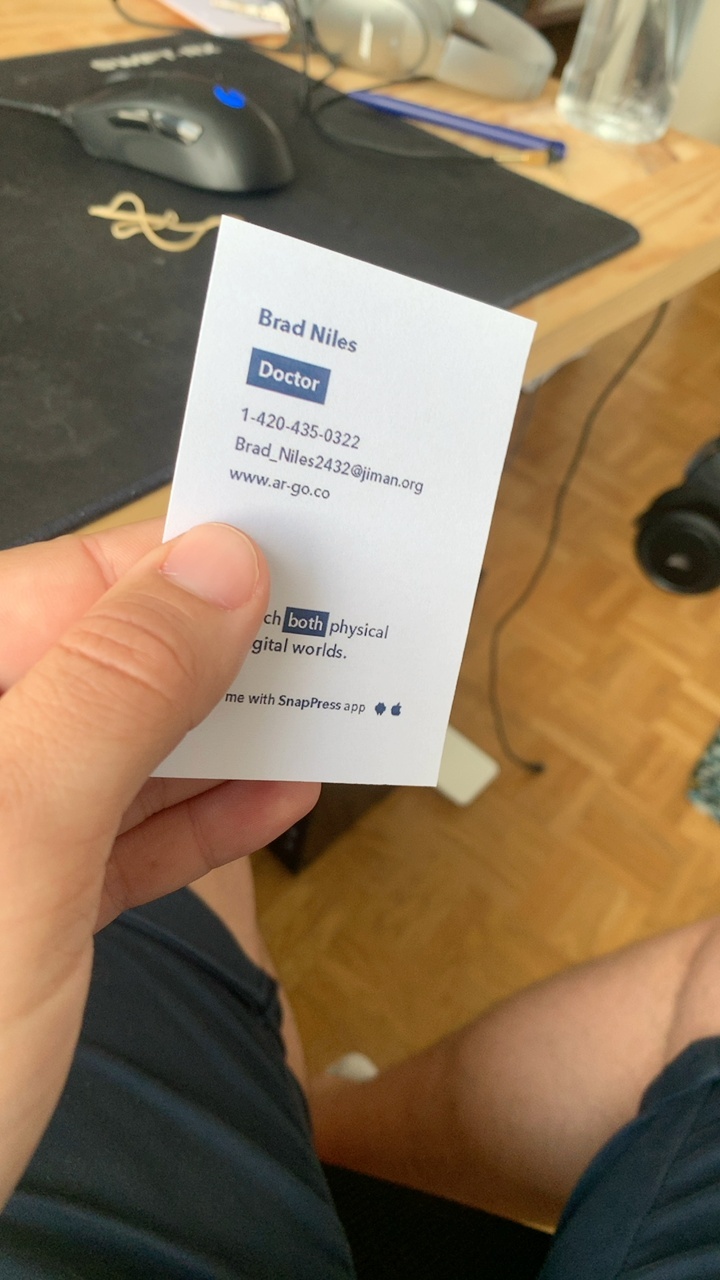 Brad Niles
Doctor
1-420-435-0322
Brad_Niles2432@jiman.org
www.ar-go.co
ch both physical
gital worlds.
me with SnapPress app